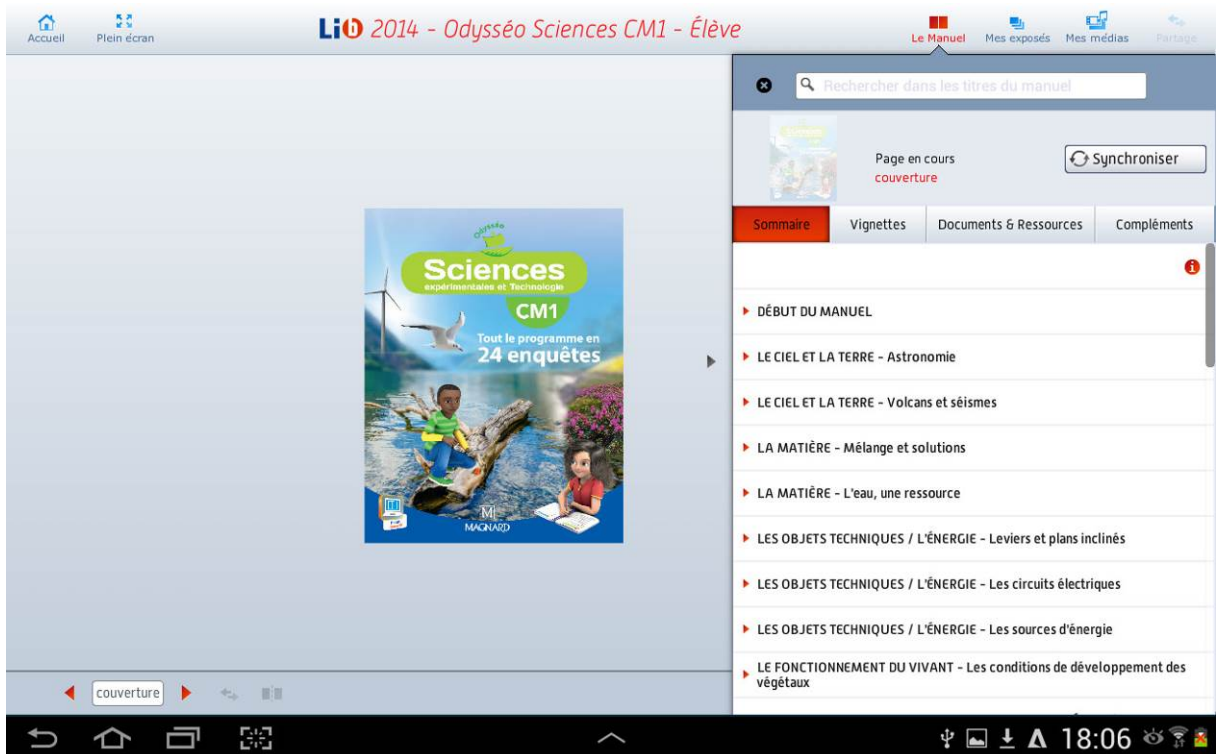 Accueil
Plein écran
Lib 2014 - Odysséo Sciences CM1 - Élève
Le Manuel
Mes exposés
Mes médias
Partage
Rechercher dans les titres du manuel
Page en cours
couverture
Synchroniser
Sommaire
Vignettes
Documents & Ressources
Compléments
DÉBUT DU MANUEL
LE CIEL ET LA TERRE - Astronomie
LE CIEL ET LA TERRE - Volcans et séismes
LA MATIÈRE - Mélange et solutions
LA MATIÈRE - L'eau, une ressource
LES OBJETS TECHNIQUES / L'ÉNERGIE - Leviers et plans inclinés
LES OBJETS TECHNIQUES / L'ÉNERGIE - Les circuits électriques
LES OBJETS TECHNIQUES / L'ÉNERGIE - Les sources d'énergie
LE FONCTIONNEMENT DU VIVANT - Les conditions de développement des
végétaux
Odysséo
Sciences
expérimentales et Technologie
CM1
Tout le programme en
24 enquêtes
M
MAGNARD
couverture
18:06